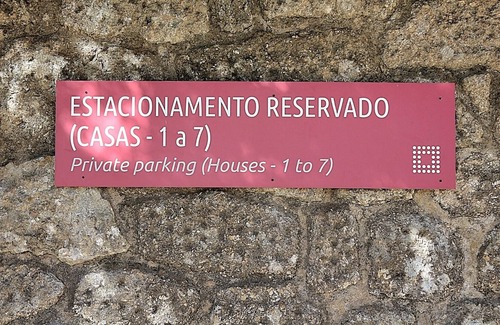 ESTACIONAMENTO RESERVADO
(CASAS - 1 a 7)
Private parking (Houses - 1 to 7)